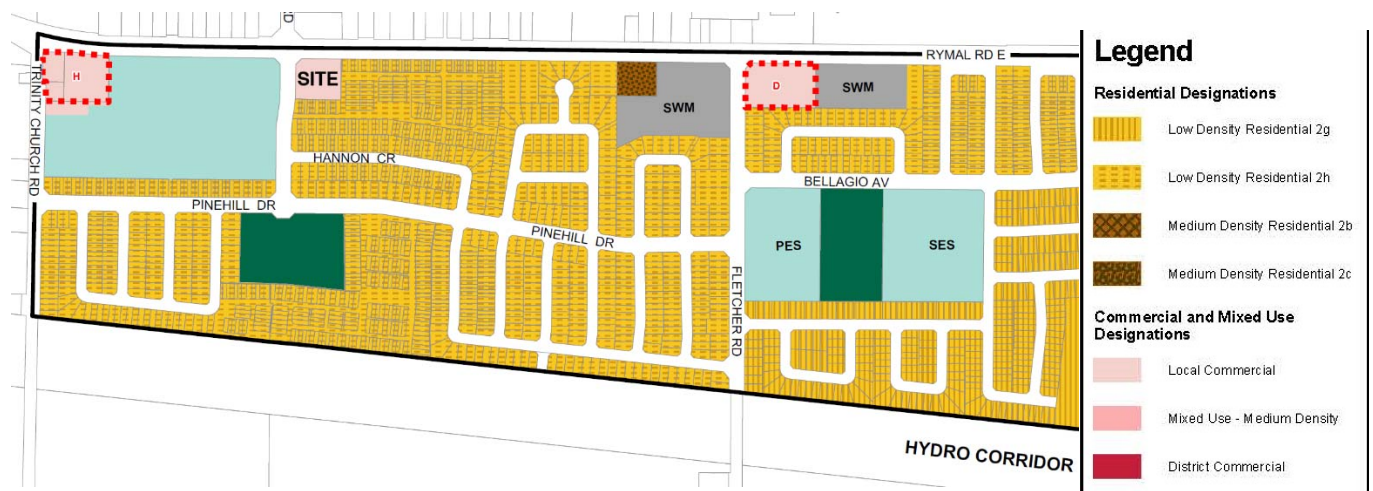 RD
RYMAL RD E
TRINITY CHURCH RD
H
SITE
SWM
D
SWM
HANNON CR
BELLAGIO AV
PINEHILL DR
PINEHILL DR
PES
SES
FLETCHER RD
HYDRO CORRIDOR
Legend
Residential Designations
Low Density Residential 2g
Low Density Residential 2h
Medium Density Residential 2b
Medium Density Residential 2c
Commercial and Mixed Use
Designations
Local Commercial
Mixed Use - Medium Density
District Commercial